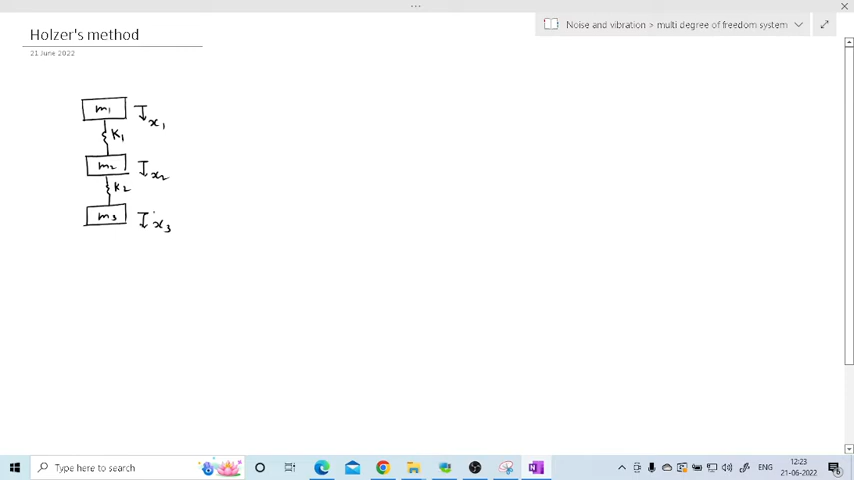 ...
Holzer's method
Noise and vibration > multi degree of freedom system
21 June 2022
m1
x1
K1
m2
x2
K2
m3
x3
Type here to search
ENG
12:23
21-06-2022